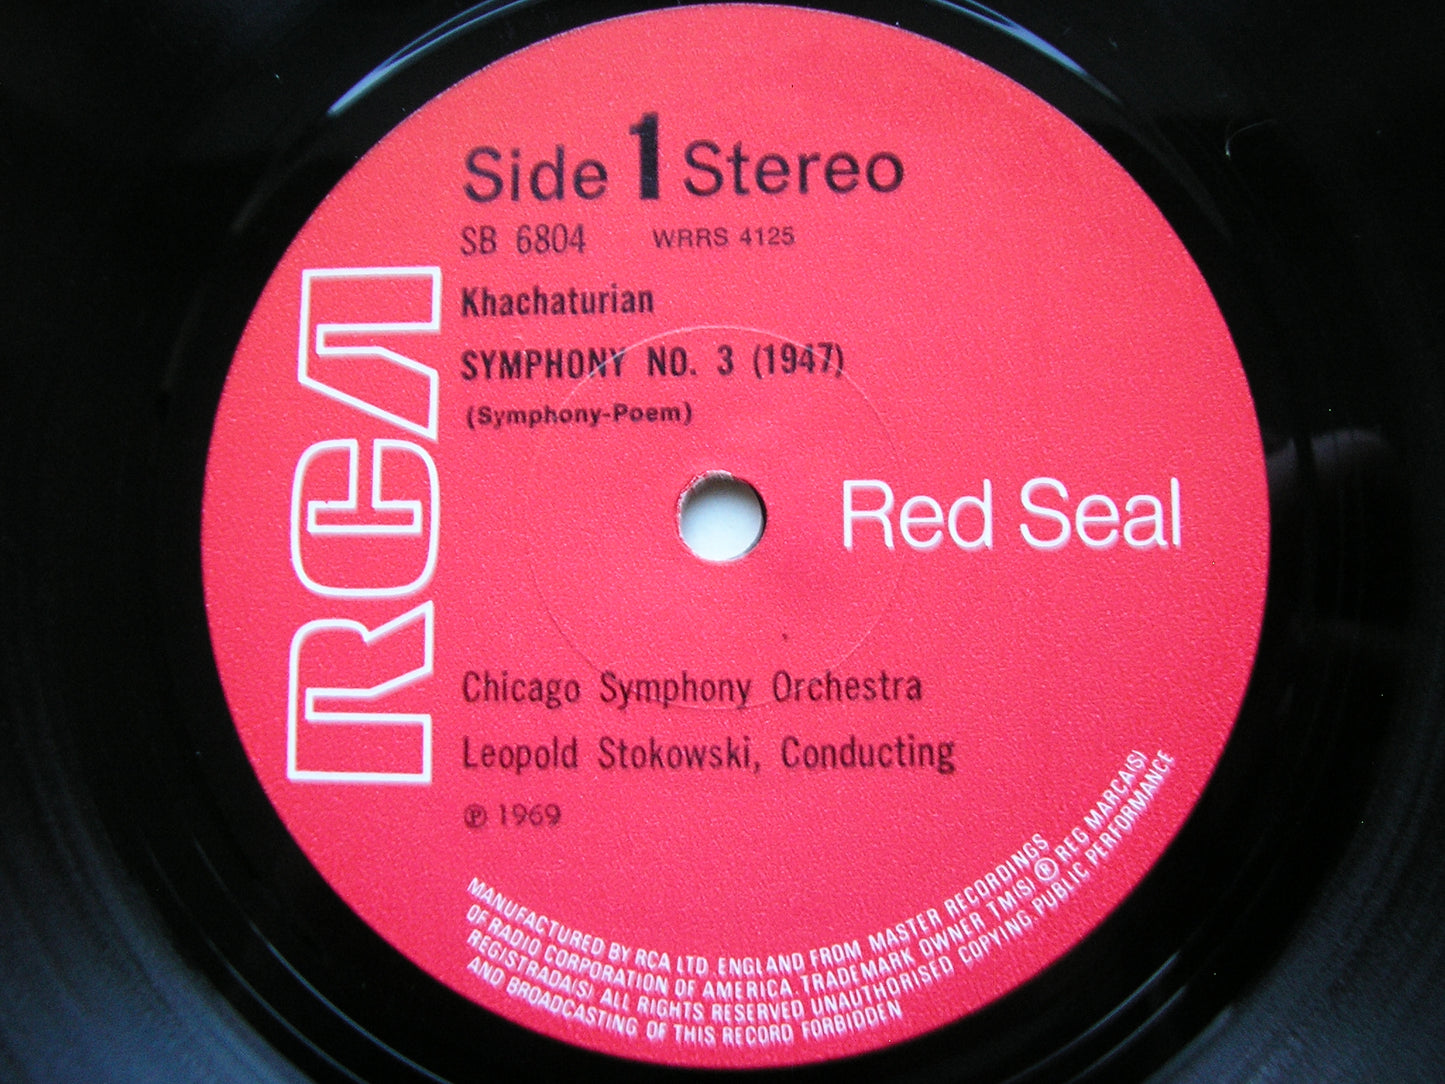 Side 1 Stereo
SB 6804 WRRS 4125
Khachaturian
SYMPHONY NO. 3 (1947)
(Symphony-Poem)
RCA
Red Seal
Chicago Symphony Orchestra
Leopold Stokowski, Conducting
℗ 1969
MANUFACTURED BY RCA LTD. ENGLAND FROM MASTER RECORDINGS
OF RADIO CORPORATION OF AMERICA. TRADEMARK OWNER TM(S) ® REG MARCA(S)
REGISTRADA(S) ALL RIGHTS RESERVED UNAUTHORISED COPYING, PUBLIC PERFORMANCE
AND BROADCASTING OF THIS RECORD FORBIDDEN